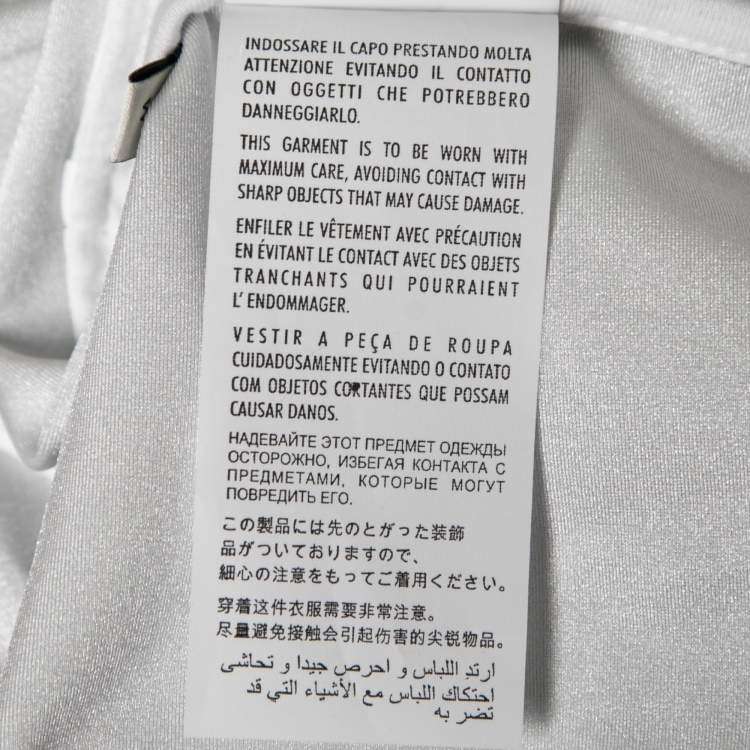 INDOSSARE IL CAPO PRESTANDO MOLTA
ATTENZIONE EVITANDO IL CONTATTO
CON OGGETTI CHE POTREBBERO
DANNEGGIARLO.
THIS GARMENT IS TO BE WORN WITH
MAXIMUM CARE, AVOIDING CONTACT WITH
SHARP OBJECTS THAT MAY CAUSE DAMAGE.
ENFILER LE VÊTEMENT AVEC PRÉCAUTION
EN ÉVITANT LE CONTACT AVEC DES OBJETS
TRANCHANTS QUI POURRAIENT
L' ENDOMMAGER.
VESTIR A PEÇA DE ROUPA
CUIDADOSAMENTE EVITANDO O CONTATO
COM OBJETOS CORTANTES QUE POSSAM
CAUSAR DANOS.
НАДЕВАЙТЕ ЭТОТ ПРЕДМЕТ ОДЕЖДЫ
ОСТОРОЖНО, ИЗБЕГАЯ КОНТАКТА С
ПРЕДМЕТАМИ, КОТОРЫЕ МОГУТ
ПОВРЕДИТЬ ЕГО.
この製品には先のとがった装飾
品がついておりますので、
細心の注意をもってご着用ください。
穿着这件衣服需要非常注意。
尽量避免接触会引起伤害的尖锐物品。
ارتدِ اللباس و احرص جيدا و تحاشى
احتكاك اللباس مع الأشياء التي قد
تضر به